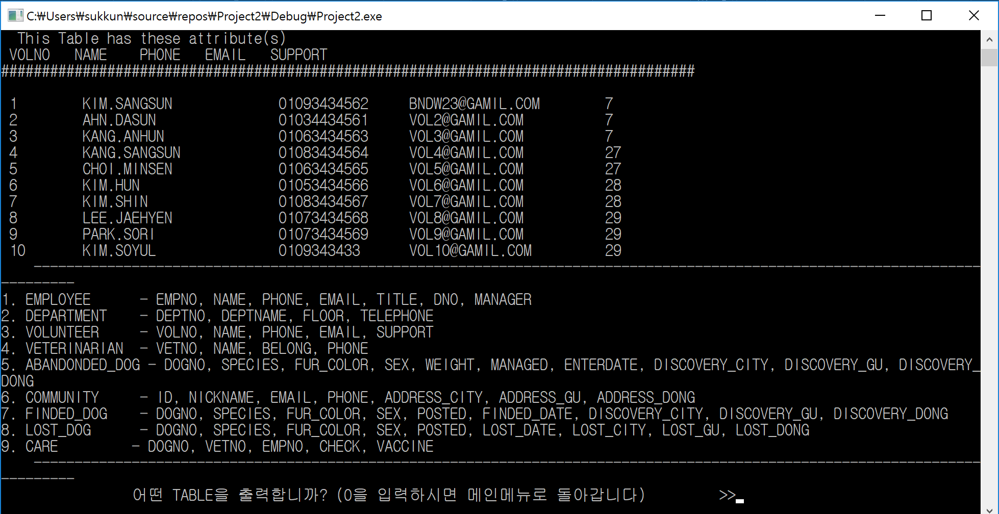 C:₩Users₩sukkun₩source₩repos₩Project2₩Debug₩Project2.exe
This Table has these attribute(s)
VOLNO NAME PHONE EMAIL SUPPORT
#####################################################################################
1 KIM.SANGSUN 01093434562 BNDW23@GAMIL.COM 7
2 AHN.DASUN 01034434561 VOL2@GAMIL.COM 7
3 KANG.ANHUN 01063434563 VOL3@GAMIL.COM 7
4 KANG.SANGSUN 01083434564 VOL4@GAMIL.COM 27
5 CHOI.MINSEN 01063434565 VOL5@GAMIL.COM 27
6 KIM.HUN 01053434566 VOL6@GAMIL.COM 28
7 KIM.SHIN 01083434567 VOL7@GAMIL.COM 28
8 LEE.JAEHYEN 01073434568 VOL8@GAMIL.COM 29
9 PARK.SORI 01073434569 VOL9@GAMIL.COM 29
10 KIM.SOYUL 0109343433 VOL10@GAMIL.COM 29
--------------------------------------------------------------------------------------------------------------------
---------
1. EMPLOYEE - EMPNO, NAME, PHONE, EMAIL, TITLE, DNO, MANAGER
2. DEPARTMENT - DEPTNO, DEPTNAME, FLOOR, TELEPHONE
3. VOLUNTEER - VOLNO, NAME, PHONE, EMAIL, SUPPORT
4. VETERINARIAN - VETNO, NAME, BELONG, PHONE
5. ABANDONDED_DOG - DOGNO, SPECIES, FUR_COLOR, SEX, WEIGHT, MANAGED, ENTERDATE, DISCOVERY_CITY, DISCOVERY_GU, DISCOVERY_
DONG
6. COMMUNITY - ID, NICKNAME, EMAIL, PHONE, ADDRESS_CITY, ADDRESS_GU, ADDRESS_DONG
7. FINDED_DOG - DOGNO, SPECIES, FUR_COLOR, SEX, POSTED, FINDED_DATE, DISCOVERY_CITY, DISCOVERY_GU, DISCOVERY_DONG
8. LOST_DOG - DOGNO, SPECIES, FUR_COLOR, SEX, POSTED, LOST_DATE, LOST_CITY, LOST_GU, LOST_DONG
9. CARE - DOGNO, VETNO, EMPNO, CHECK, VACCINE
--------------------------------------------------------------------------------------------------------------------
---------
어떤 TABLE을 출력합니까? (0을 입력하시면 메인메뉴로 돌아갑니다) >>_